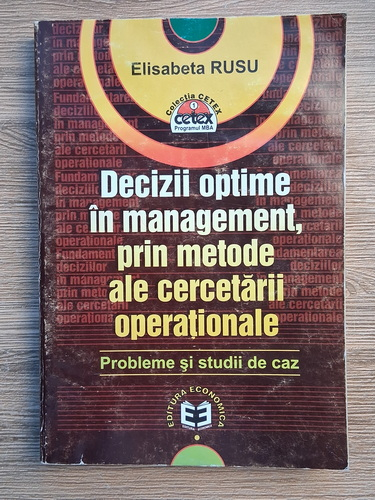 Elisabeta RUSU
Colecția CETEX
1
cetex
Programul MBA
Decizii optime
în management,
prin metode
ale cercetării
operaționale
Probleme și studii de caz
EDITURA ECONOMICĂ